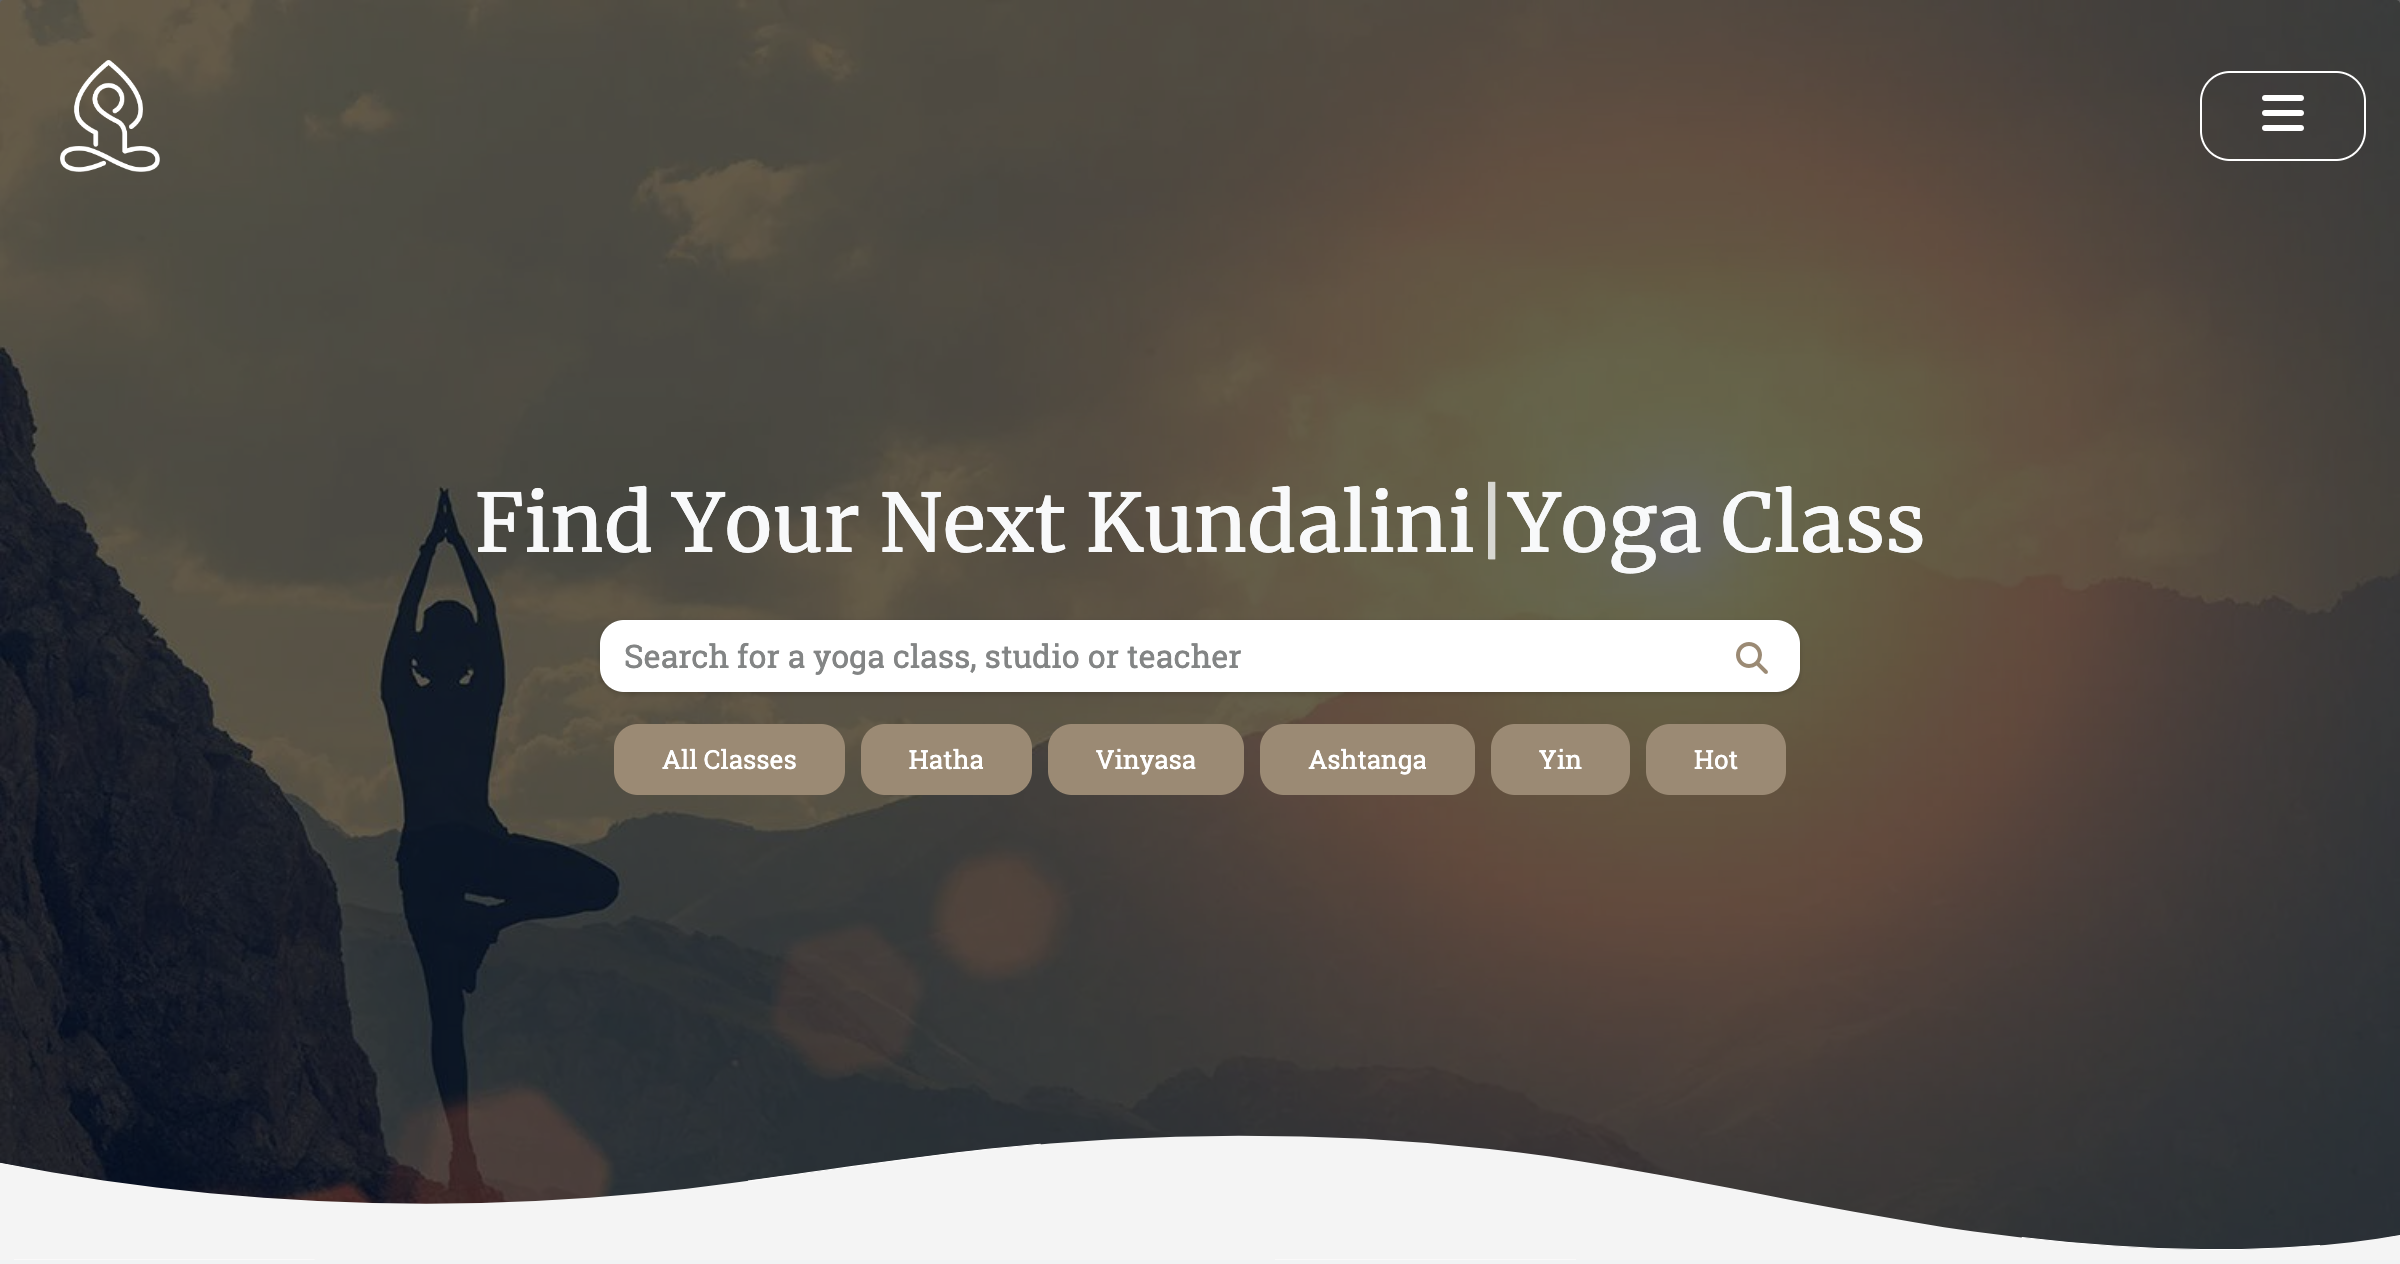 Find Your Next Kundalini|Yoga Class
Search for a yoga class, studio or teacher
All Classes
Hatha
Vinyasa
Ashtanga
Yin
Hot